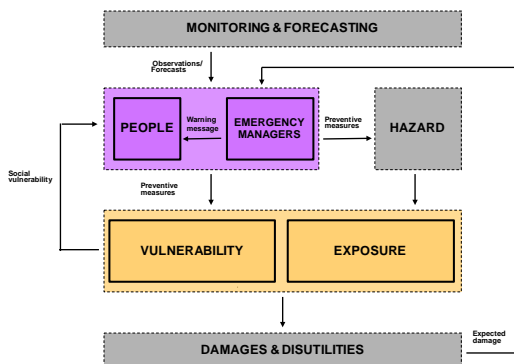 MONITORING & FORECASTING
Observations/
Forecasts
PEOPLE
Warning
message
EMERGENCY
MANAGERS
Preventive
measures
HAZARD
Social
vulnerability
Preventive
measures
VULNERABILITY
EXPOSURE
DAMAGES & DISUTILITIES
Expected
damage